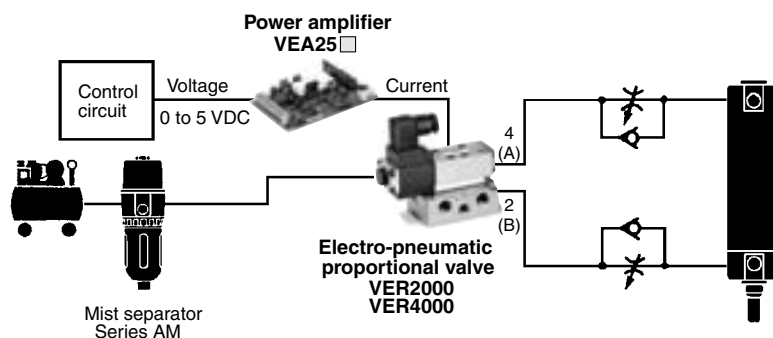 Power amplifier
VEA25□
Control
circuit
Voltage
0 to 5 VDC
Current
4
(A)
2
(B)
Electro-pneumatic
proportional valve
VER2000
VER4000
Mist separator
Series AM